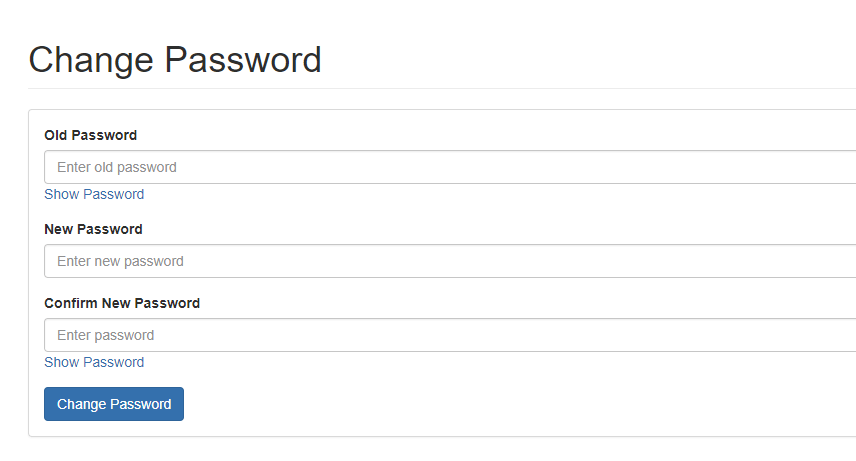 Change Password
Old Password
Enter old password
Show Password
New Password
Enter new password
Confirm New Password
Enter password
Show Password
Change Password